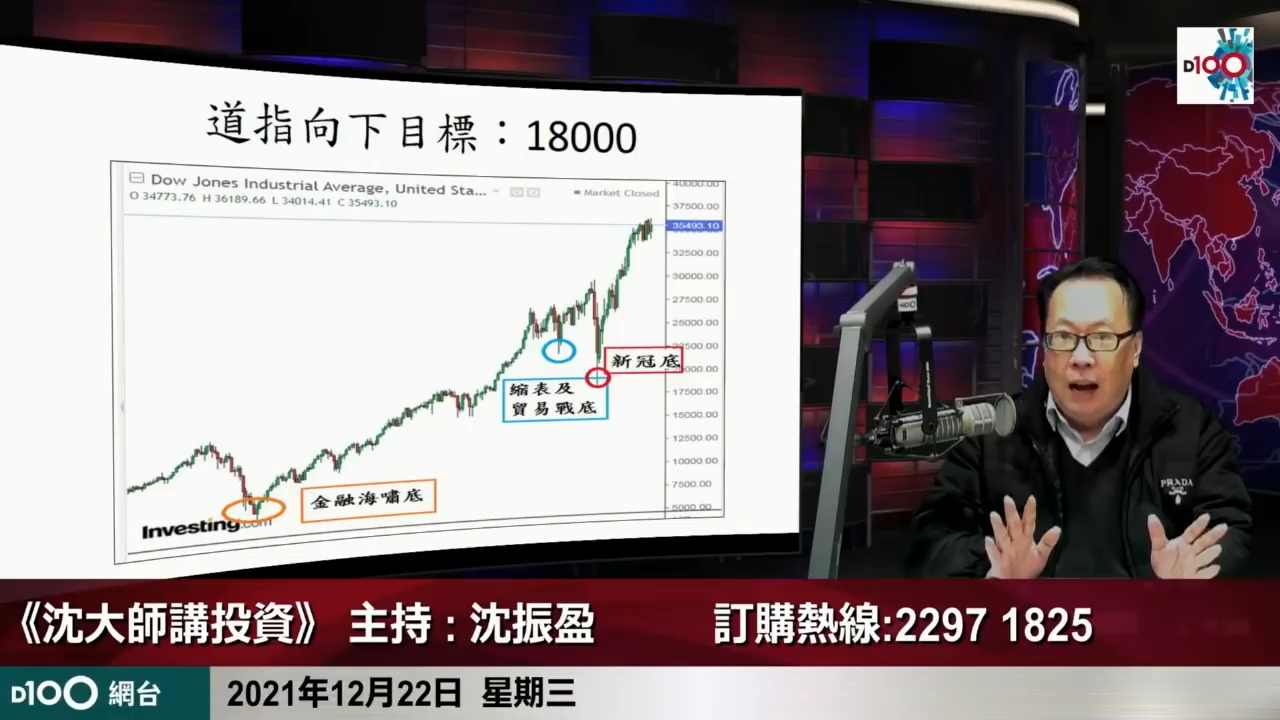 D100
道指向下目標：18000
Dow Jones Industrial Average, United Sta...
Market Closed
O 34773.76 H 36189.66 L 34014.41 C 35493.10
40000.00
37500.00
35493.10
32500.00
30000.00
27500.00
25000.00
22500.00
20000.00
17500.00
15000.00
12500.00
10000.00
7500.00
5000.00
新冠底
縮表及
貿易戰底
金融海嘯底
Investing.com
PRADA
《沈大師講投資》 主持 : 沈振盈 訂購熱線:2297 1825
D100 網台 2021年12月22日 星期三